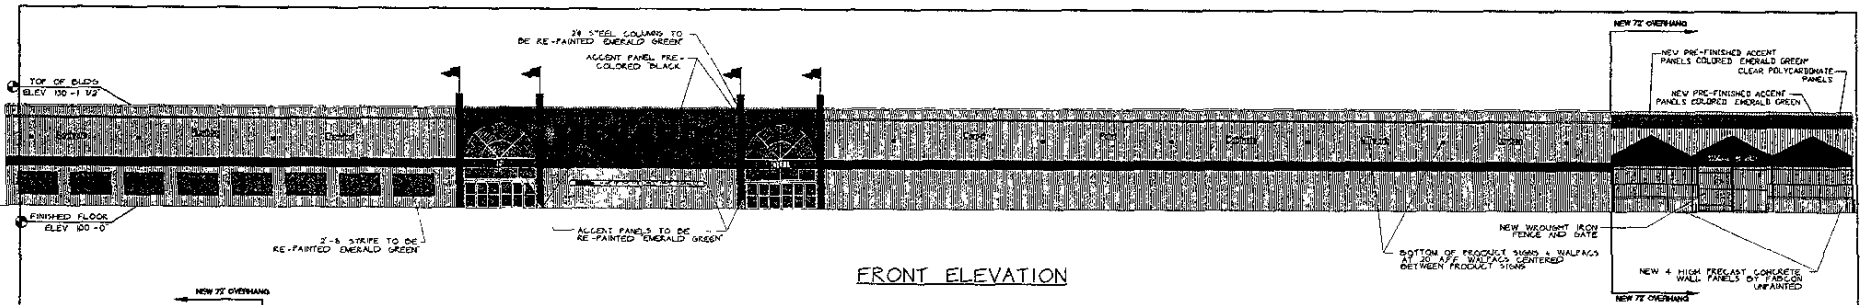 NEW 72' OVERHANG
2'Ø STEEL COLUMNS TO
BE RE-PAINTED EMERALD GREEN"
ACCENT PANEL PRE-
COLORED BLACK
NEW PRE-FINISHED ACCENT
PANELS COLORED EMERALD GREEN"
CLEAR POLYCARBONATE
PANELS
NEW PRE-FINISHED ACCENT
PANELS COLORED EMERALD GREEN
TOP OF BLDG
ELEV 130'-1 1/2"
FINISHED FLOOR
ELEV 100'-0"
2'-8 STRIPE TO BE
RE-PAINTED EMERALD GREEN"
ACCENT PANELS TO BE
RE-PAINTED "EMERALD GREEN"
NEW WROUGHT IRON
FENCE AND GATE
BOTTOM OF PRODUCT SIGNS & WALPACS
AT 20 AFF WALPACS CENTERED
BETWEEN PRODUCT SIGNS
NEW 4 HIGH PRECAST CONCRETE
WALL PANELS BY FABCON
UNPAINTED
FRONT ELEVATION
NEW 72' OVERHANG
NEW 72' OVERHANG